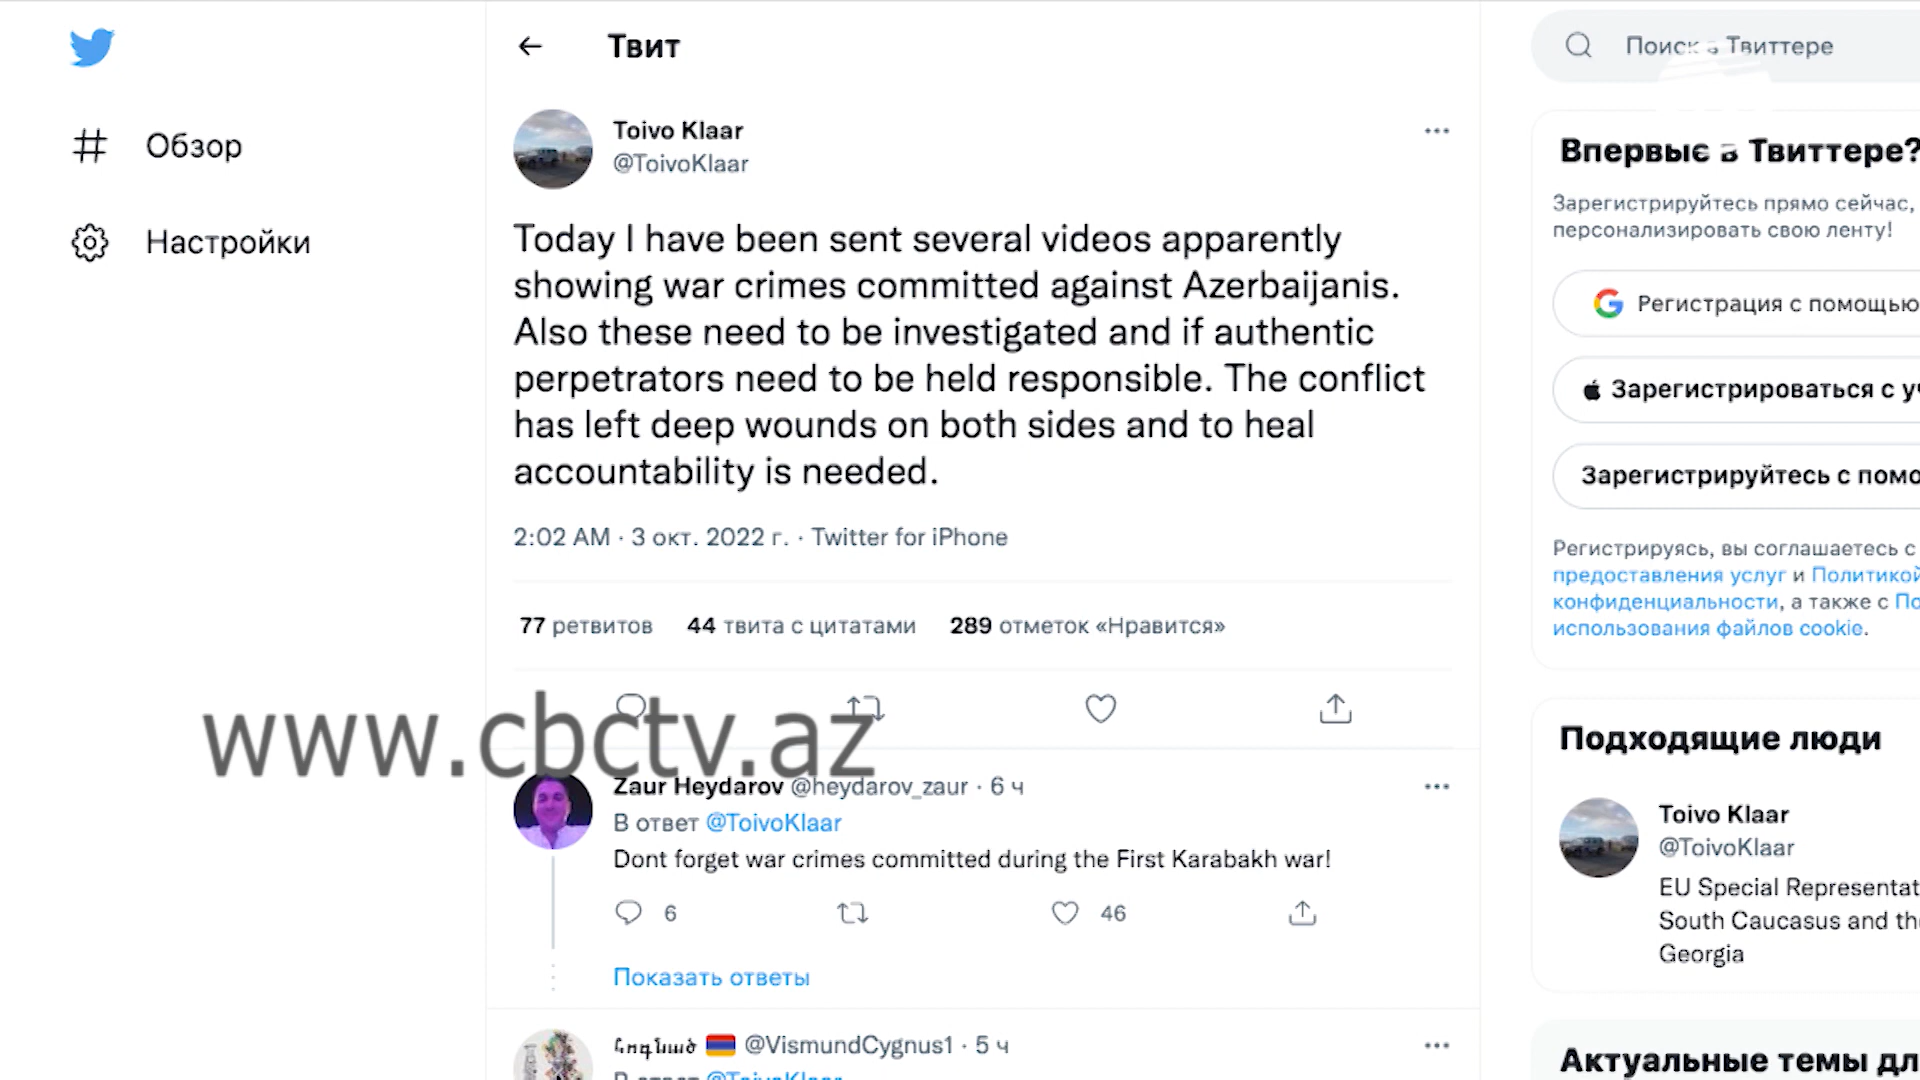 Твит
Поиск в Твиттере
Обзор
Настройки
Toivo Klaar
@ToivoKlaar
Today I have been sent several videos apparently
showing war crimes committed against Azerbaijanis.
Also these need to be investigated and if authentic
perpetrators need to be held responsible. The conflict
has left deep wounds on both sides and to heal
accountability is needed.
2:02 AM · 3 окт. 2022 г. · Twitter for iPhone
77 ретвитов 44 твита с цитатами 289 отметок «Нравится»
www.cbctv.az
Zaur Heydarov @heydarov_zaur · 6 ч
В ответ @ToivoKlaar
Dont forget war crimes committed during the First Karabakh war!
6 46
Показать ответы
@VismundCygnus1 · 5 ч
В ответ @ToivoKlaar
Впервые в Твиттере?
Зарегистрируйтесь прямо сейчас,
персонализировать свою ленту!
Регистрация с помощью
Зарегистрироваться с уч
Зарегистрируйтесь с помо
Регистрируясь, вы соглашаетесь с
предоставления услуг и Политикой
конфиденциальности, а также с По
использования файлов cookie.
Подходящие люди
Toivo Klaar
@ToivoKlaar
EU Special Representat
South Caucasus and the
Georgia
Актуальные темы дл